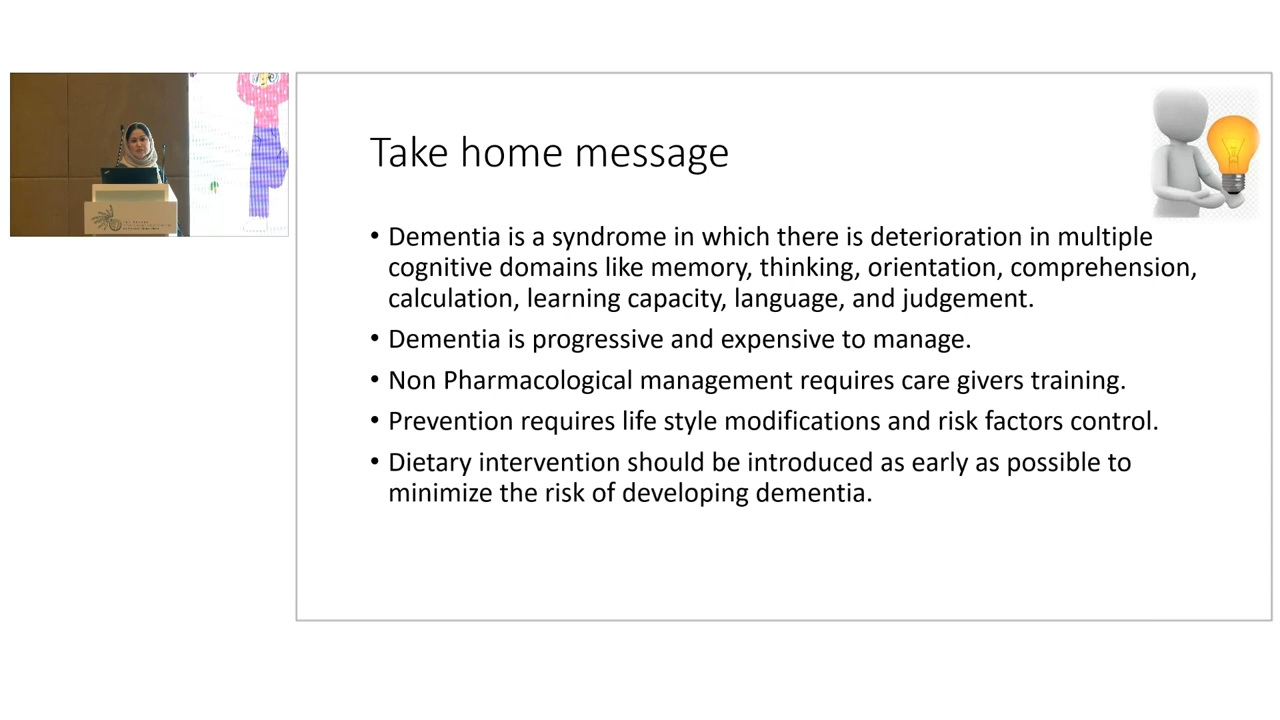 Take home message
• Dementia is a syndrome in which there is deterioration in multiple
cognitive domains like memory, thinking, orientation, comprehension,
calculation, learning capacity, language, and judgement.
• Dementia is progressive and expensive to manage.
• Non Pharmacological management requires care givers training.
• Prevention requires life style modifications and risk factors control.
• Dietary intervention should be introduced as early as possible to
minimize the risk of developing dementia.